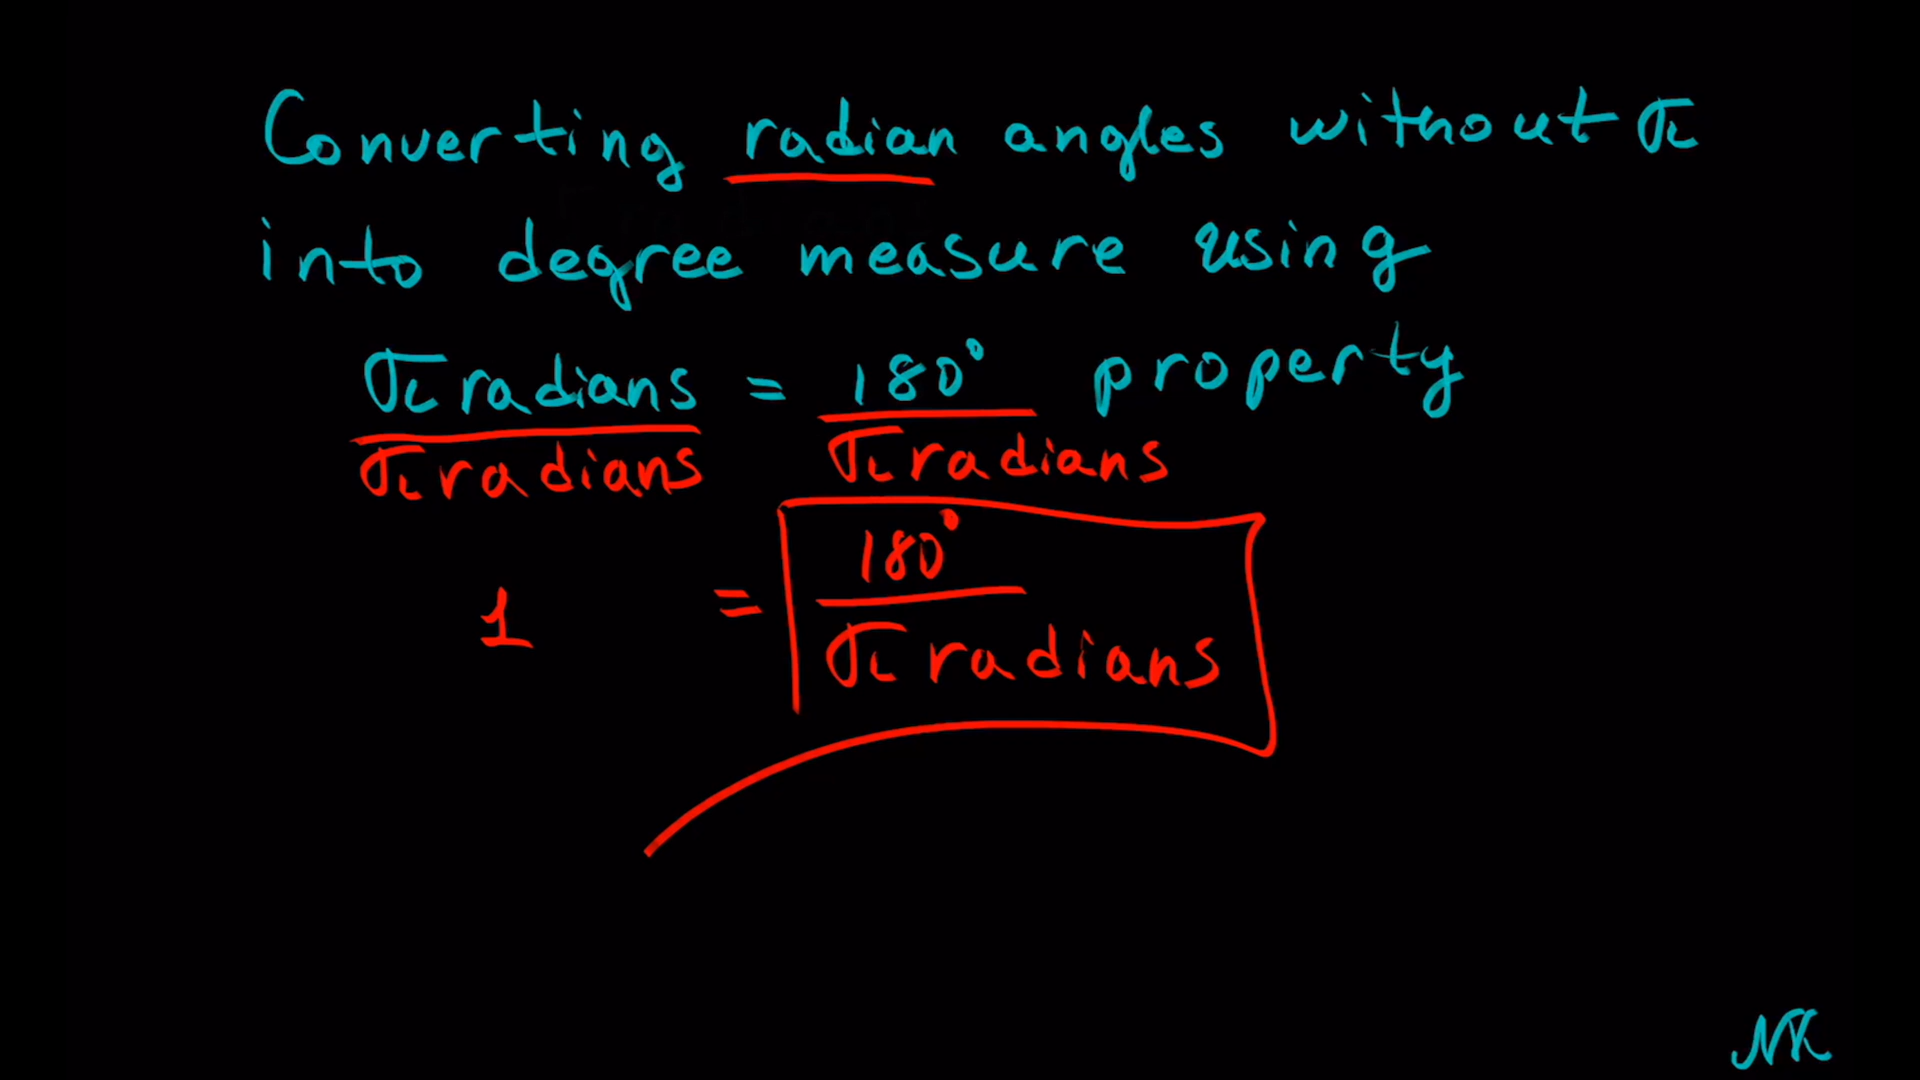 Converting radian angles without π
into degree measure using
π radians = 180° property
π radians π radians
1 = 180°
π radians
NK